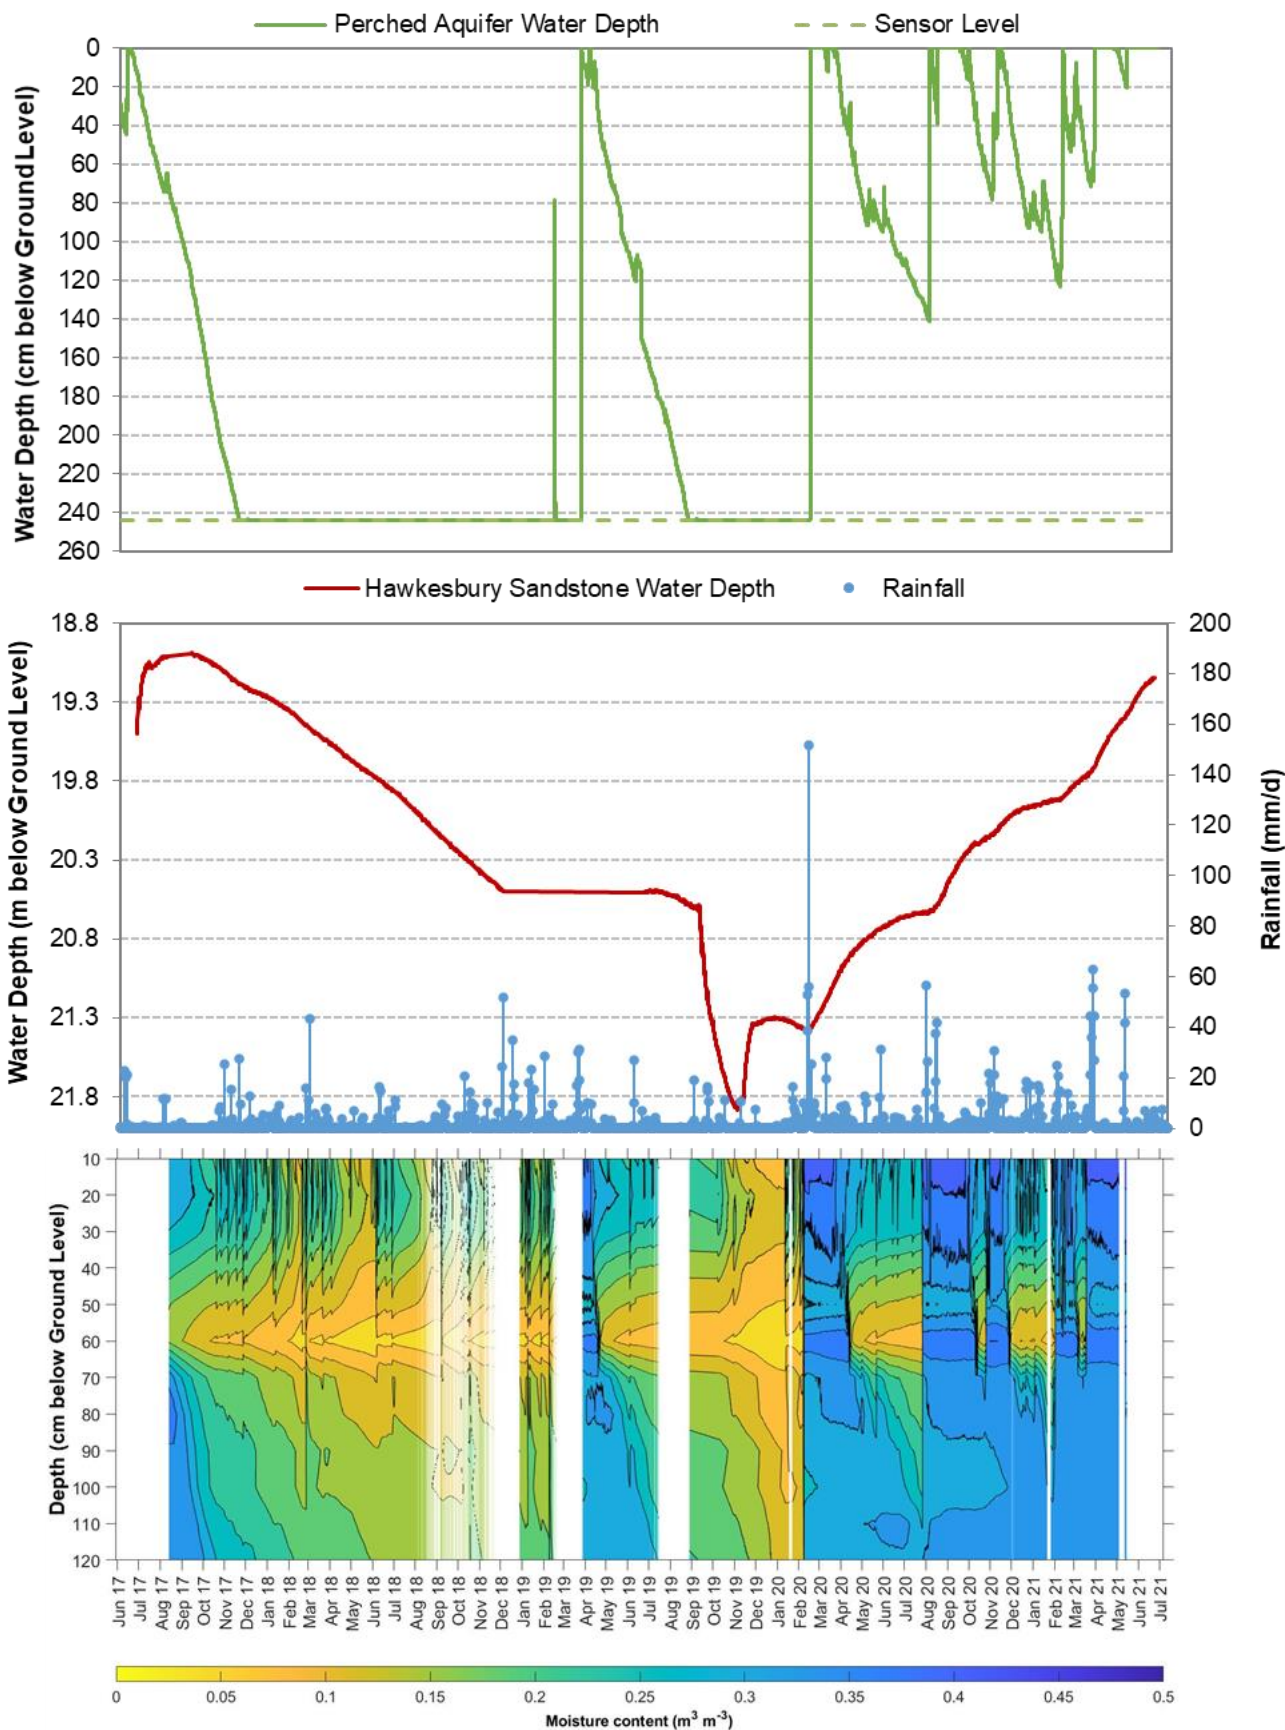 Perched Aquifer Water Depth Sensor Level
Water Depth (cm below Ground Level)
0
20
40
60
80
100
120
140
160
180
200
220
240
260
Hawkesbury Sandstone Water Depth Rainfall
Water Depth (m below Ground Level)
18.8
19.3
19.8
20.3
20.8
21.3
21.8
200
180
160
140
120
100
80
60
40
20
0
Rainfall (mm/d)
Depth (cm below Ground Level)
10
20
30
40
50
60
70
80
90
100
110
120
Jun 17
Jul 17
Aug 17
Sep 17
Oct 17
Nov 17
Dec 17
Jan 18
Feb 18
Mar 18
Apr 18
May 18
Jun 18
Jul 18
Aug 18
Sep 18
Oct 18
Nov 18
Dec 18
Jan 19
Feb 19
Mar 19
Apr 19
May 19
Jun 19
Jul 19
Aug 19
Sep 19
Oct 19
Nov 19
Dec 19
Jan 20
Feb 20
Mar 20
Apr 20
May 20
Jun 20
Jul 20
Aug 20
Sep 20
Oct 20
Nov 20
Dec 20
Jan 21
Feb 21
Mar 21
Apr 21
May 21
Jun 21
Jul 21
0 0.05 0.1 0.15 0.2 0.25 0.3 0.35 0.4 0.45 0.5
Moisture content (m³ m⁻³)